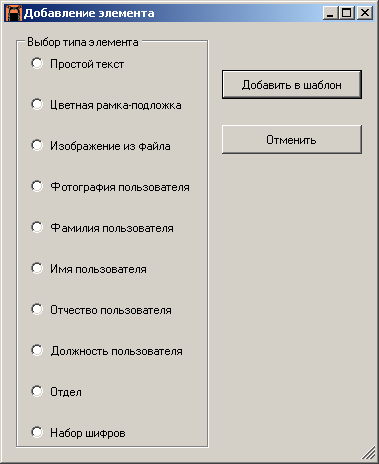 Добавление элемента
Выбор типа элемента
Простой текст
Цветная рамка-подложка
Изображение из файла
Фотография пользователя
Фамилия пользователя
Имя пользователя
Отчество пользователя
Должность пользователя
Отдел
Набор шифров
Добавить в шаблон
Отменить